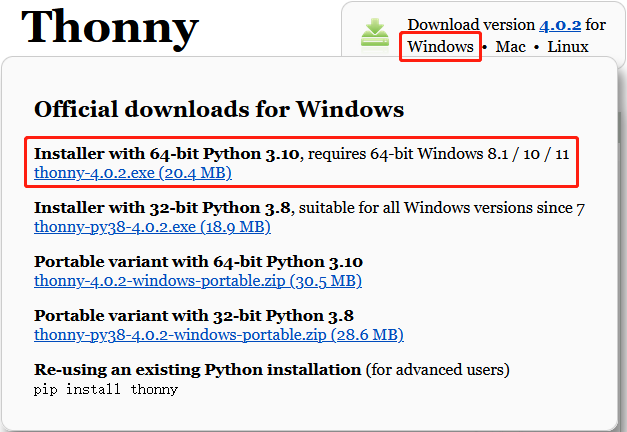 Thonny
Download version 4.0.2 for
Windows • Mac • Linux
Official downloads for Windows
Installer with 64-bit Python 3.10, requires 64-bit Windows 8.1 / 10 / 11
thonny-4.0.2.exe (20.4 MB)
Installer with 32-bit Python 3.8, suitable for all Windows versions since 7
thonny-py38-4.0.2.exe (18.9 MB)
Portable variant with 64-bit Python 3.10
thonny-4.0.2-windows-portable.zip (30.5 MB)
Portable variant with 32-bit Python 3.8
thonny-py38-4.0.2-windows-portable.zip (28.6 MB)
Re-using an existing Python installation (for advanced users)
pip install thonny